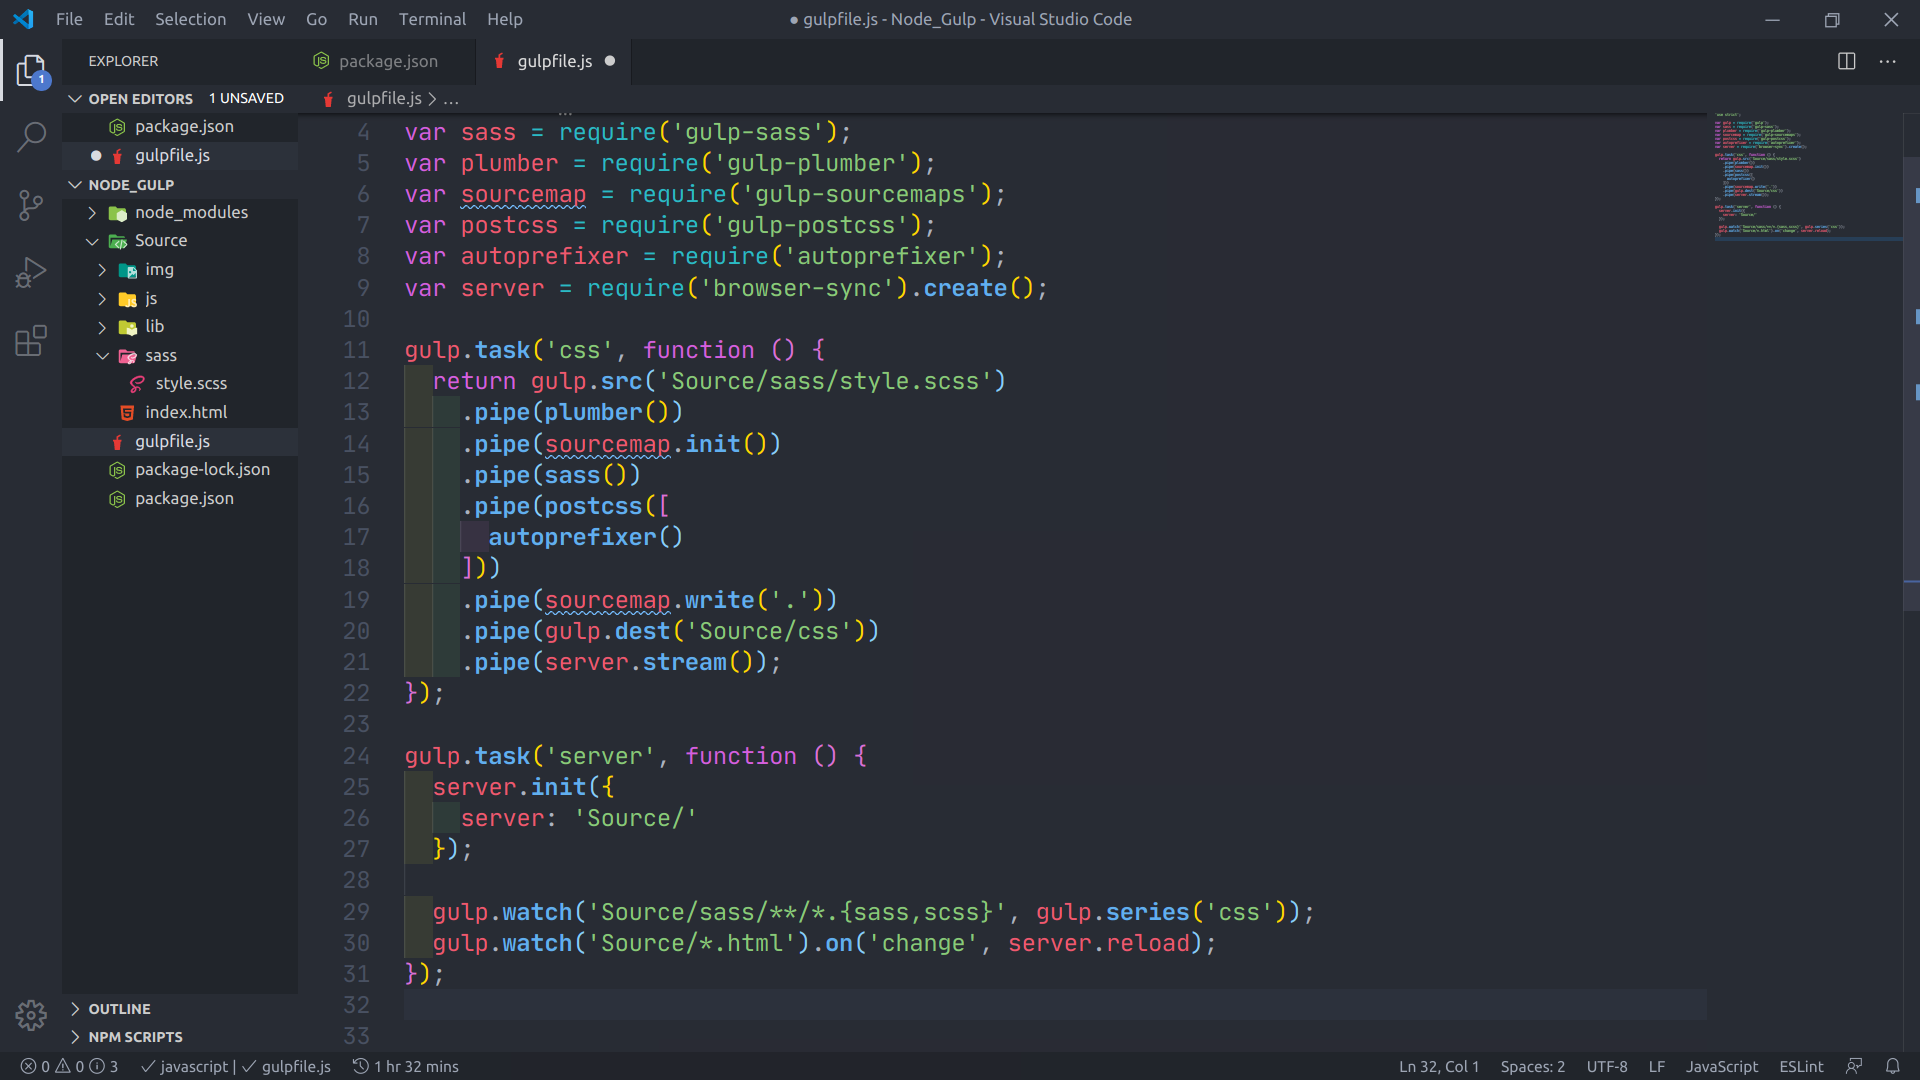 File Edit Selection View Go Run Terminal Help
● gulpfile.js - Node_Gulp - Visual Studio Code
EXPLORER
1
OPEN EDITORS 1 UNSAVED
package.json
gulpfile.js
NODE_GULP
node_modules
Source
img
js
lib
sass
style.scss
index.html
gulpfile.js
package-lock.json
package.json
OUTLINE
NPM SCRIPTS
package.json gulpfile.js
gulpfile.js > ...
4 var sass = require('gulp-sass');
5 var plumber = require('gulp-plumber');
6 var sourcemap = require('gulp-sourcemaps');
7 var postcss = require('gulp-postcss');
8 var autoprefixer = require('autoprefixer');
9 var server = require('browser-sync').create();
10
11 gulp.task('css', function () {
12   return gulp.src('Source/sass/style.scss')
13     .pipe(plumber())
14     .pipe(sourcemap.init())
15     .pipe(sass())
16     .pipe(postcss([
17       autoprefixer()
18     ]))
19     .pipe(sourcemap.write('.'))
20     .pipe(gulp.dest('Source/css'))
21     .pipe(server.stream());
22 });
23
24 gulp.task('server', function () {
25   server.init({
26     server: 'Source/'
27   });
28
29   gulp.watch('Source/sass/**/*.{sass,scss}', gulp.series('css'));
30   gulp.watch('Source/*.html').on('change', server.reload);
31 });
32
33
0 0 3 javascript | gulpfile.js 1 hr 32 mins
Ln 32, Col 1 Spaces: 2 UTF-8 LF JavaScript ESLint